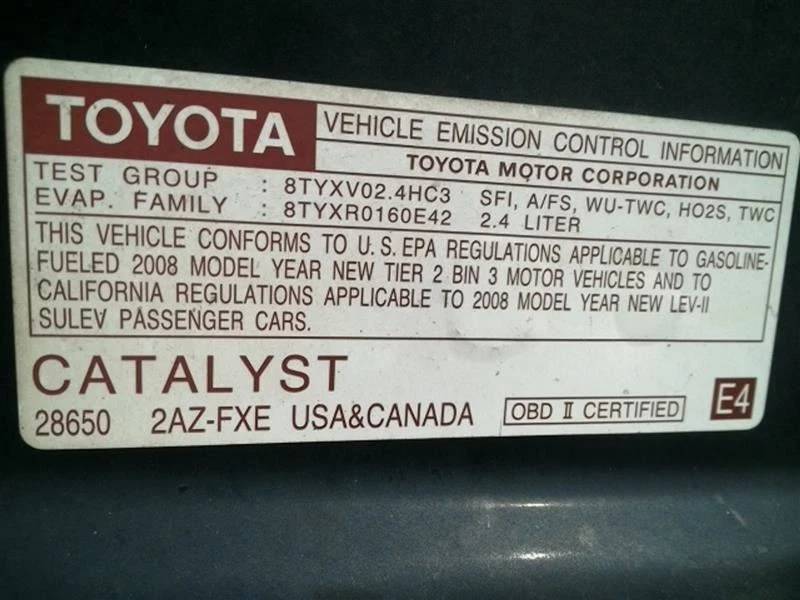 TOYOTA VEHICLE EMISSION CONTROL INFORMATION
TOYOTA MOTOR CORPORATION
TEST GROUP : 8TYXV02.4HC3 SFI, A/FS, WU-TWC, HO2S, TWC
EVAP. FAMILY : 8TYXR0160E42 2.4 LITER
THIS VEHICLE CONFORMS TO U.S. EPA REGULATIONS APPLICABLE TO GASOLINE-
FUELED 2008 MODEL YEAR NEW TIER 2 BIN 3 MOTOR VEHICLES AND TO
CALIFORNIA REGULATIONS APPLICABLE TO 2008 MODEL YEAR NEW LEV-II
SULEV PASSENGER CARS.
CATALYST
28650 2AZ-FXE USA&CANADA OBD II CERTIFIED E4